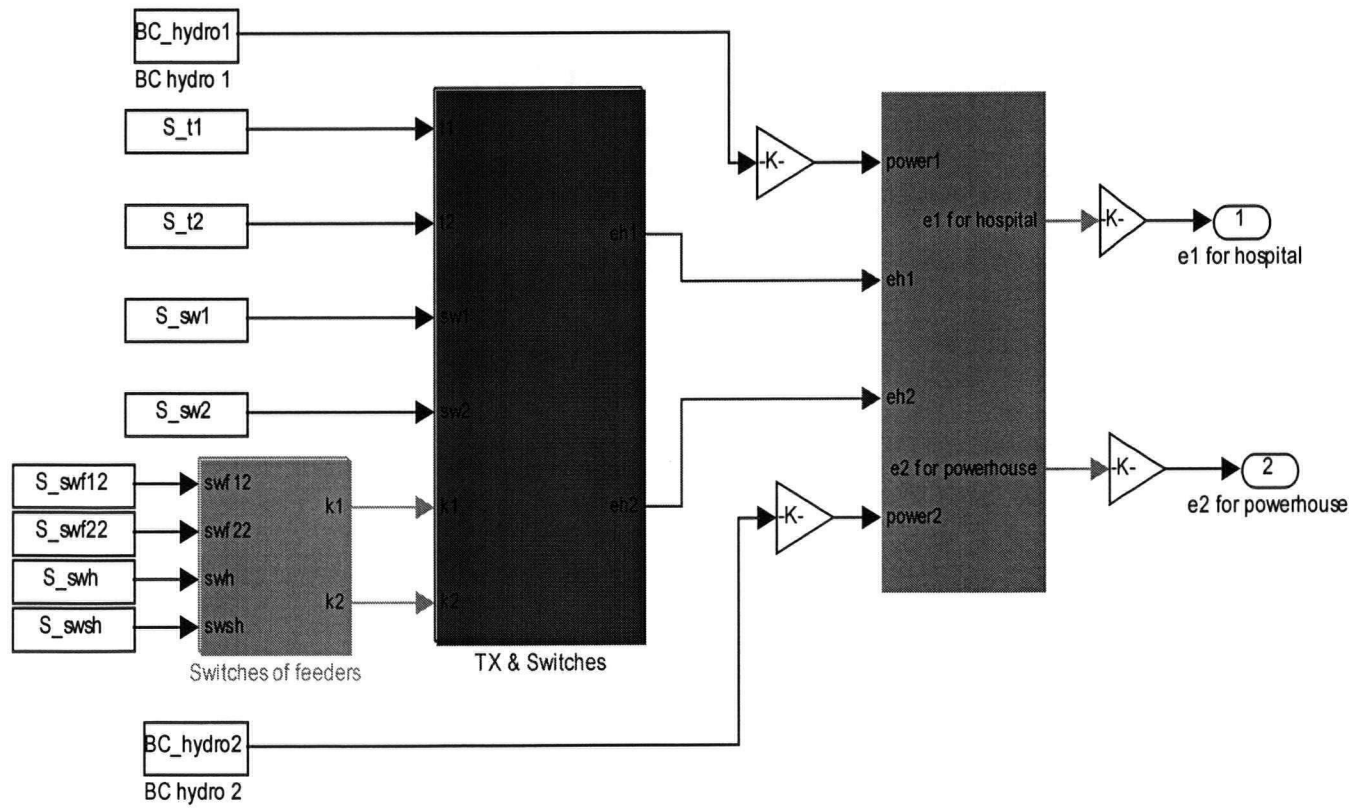 BC_hydro1
BC hydro 1
S_t1
S_t2
S_sw1
S_sw2
S_swf12
S_swf22
S_swh
S_swsh
swf12
swf22
swh
swsh
k1
k2
Switches of feeders
t1
t2
sw1
sw2
k1
k2
eh1
eh2
TX & Switches
BC_hydro2
BC hydro 2
-K-
-K-
power1
eh1
eh2
power2
e1 for hospital
e2 for powerhouse
-K-
1
e1 for hospital
-K-
2
e2 for powerhouse